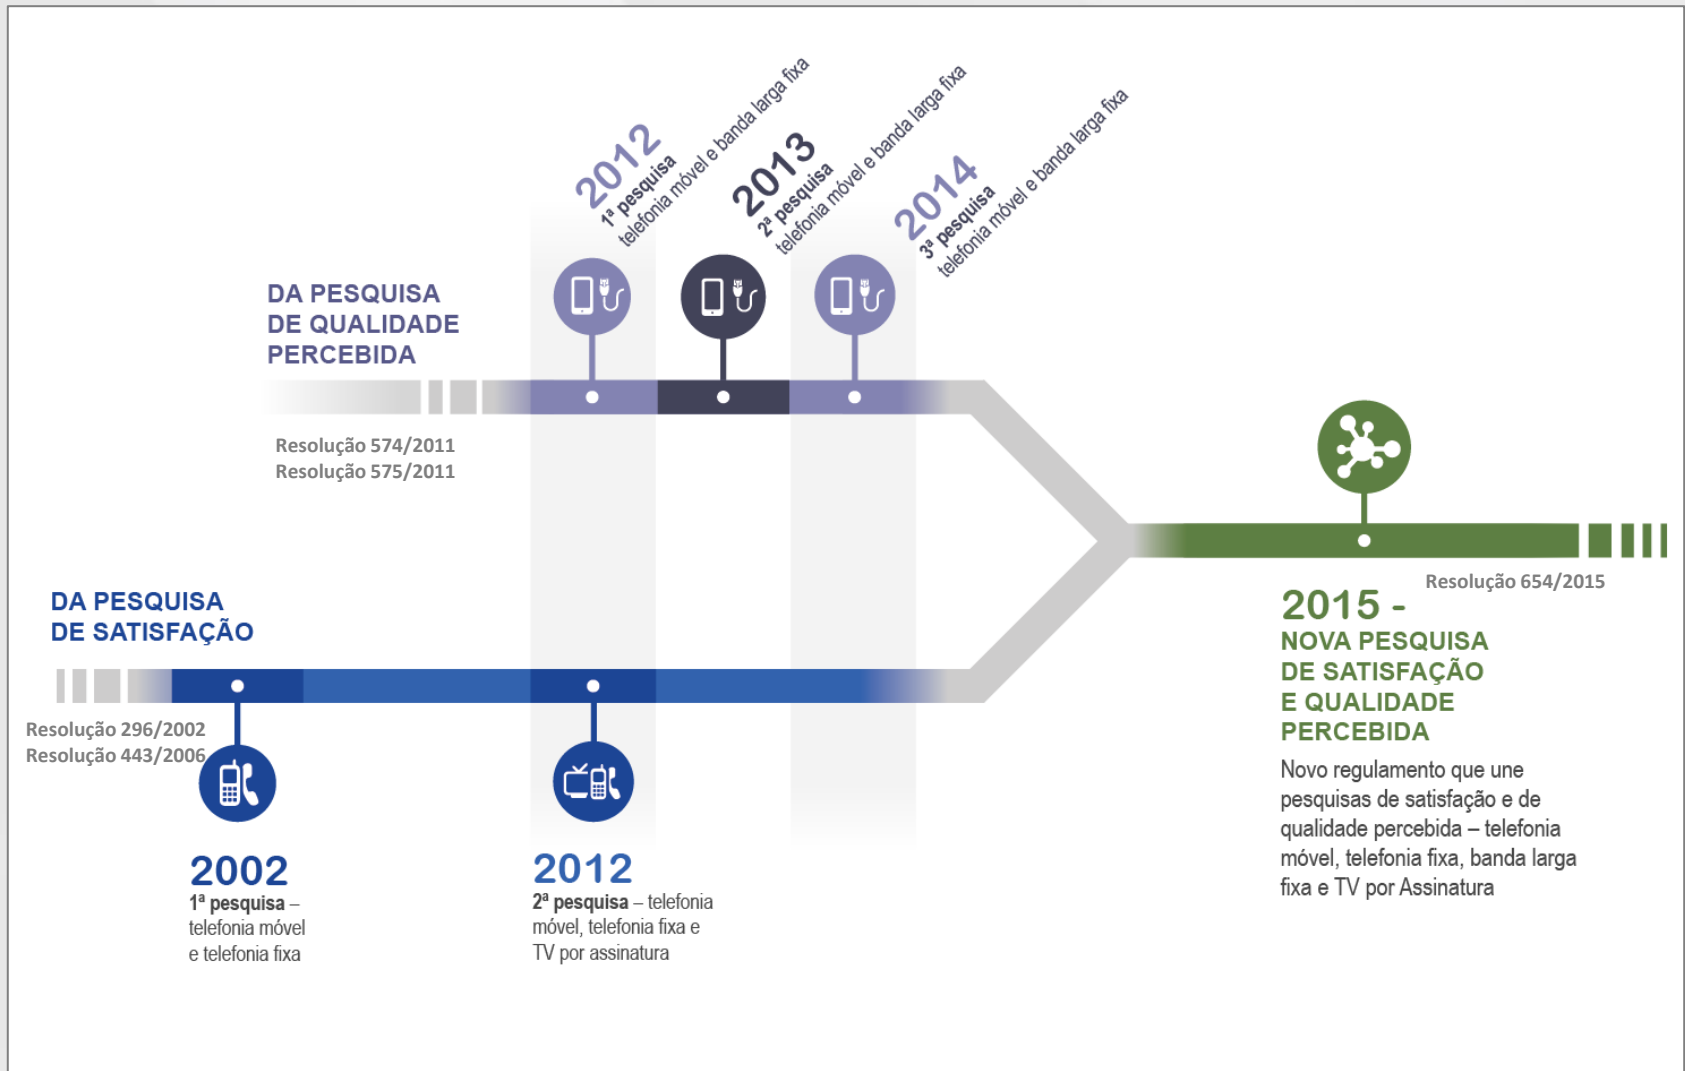 2012
1ª pesquisa
telefonia móvel e banda larga fixa
2013
2ª pesquisa
telefonia móvel e banda larga fixa
2014
3ª pesquisa
telefonia móvel e banda larga fixa
DA PESQUISA
DE QUALIDADE
PERCEBIDA
Resolução 574/2011
Resolução 575/2011
DA PESQUISA
DE SATISFAÇÃO
Resolução 296/2002
Resolução 443/2006
2002
1ª pesquisa –
telefonia móvel
e telefonia fixa
2012
2ª pesquisa – telefonia
móvel, telefonia fixa e
TV por assinatura
Resolução 654/2015
2015 -
NOVA PESQUISA
DE SATISFAÇÃO
E QUALIDADE
PERCEBIDA
Novo regulamento que une
pesquisas de satisfação e de
qualidade percebida – telefonia
móvel, telefonia fixa, banda larga
fixa e TV por Assinatura